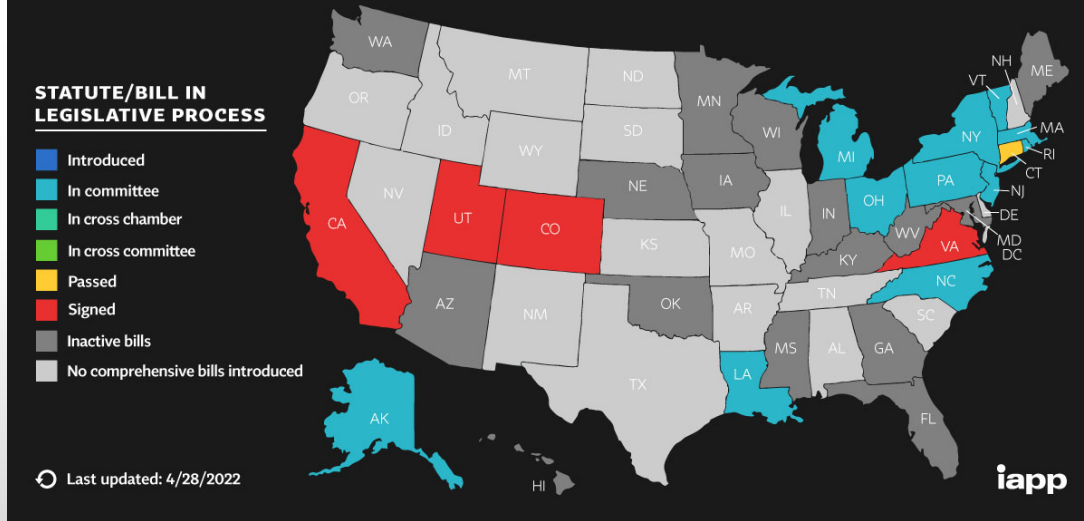 STATUTE/BILL IN
LEGISLATIVE PROCESS
Introduced
In committee
In cross chamber
In cross committee
Passed
Signed
Inactive bills
No comprehensive bills introduced
Last updated: 4/28/2022
WA
MT
ND
MN
OR
ID
SD
WI
WY
MI
NE
IA
NV
UT
CO
CA
IL
IN
OH
PA
NY
VT
NH
ME
MA
RI
CT
NJ
DE
MD
DC
WV
VA
KS
MO
KY
NC
TN
AZ
NM
OK
AR
SC
TX
LA
MS
AL
GA
FL
AK
HI
iapp